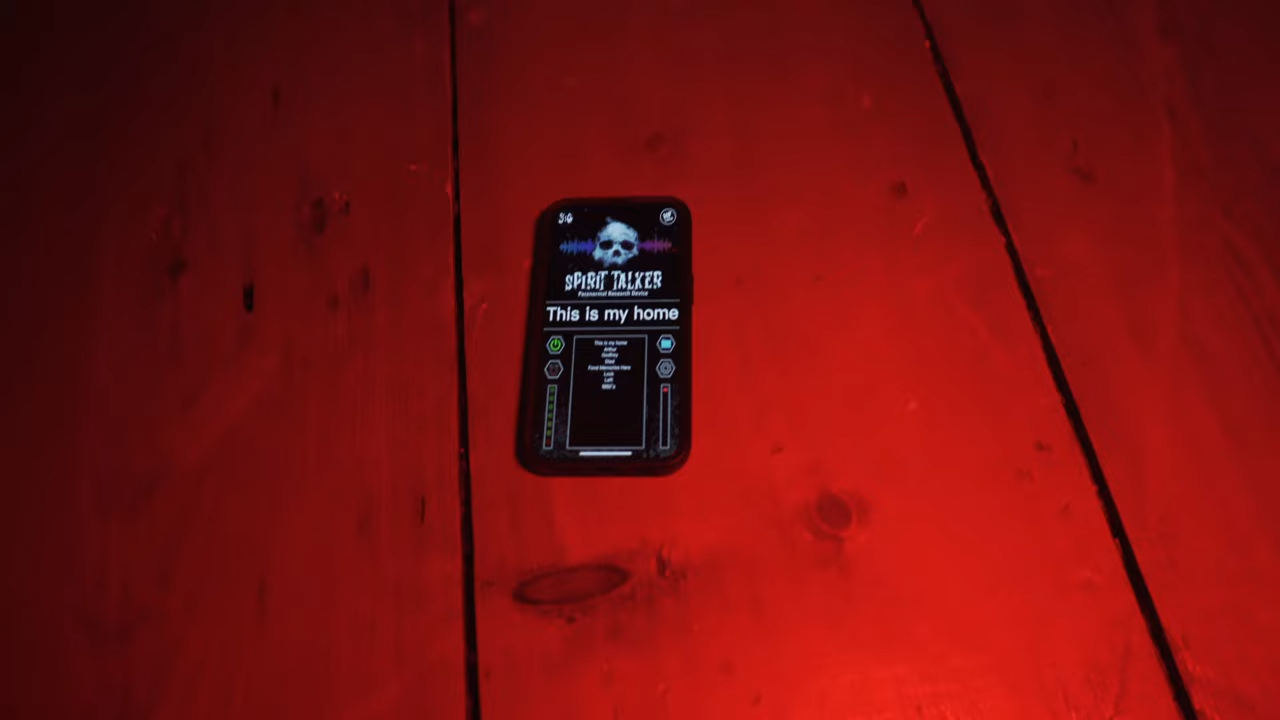 SPIRIT TALKER
Paranormal Research Device
This is my home
This is my home
Arthur
Godfrey
Died
Fond Memories Here
Look
Left